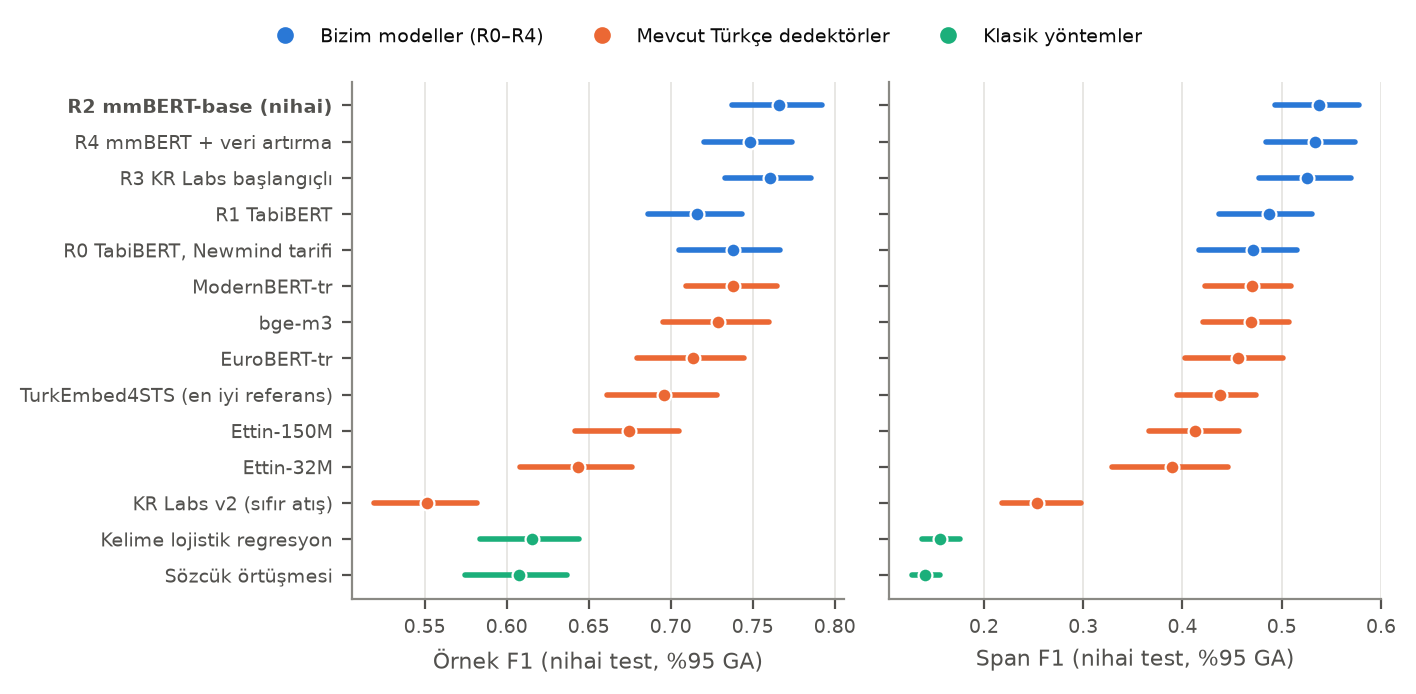 Bizim modeller (R0–R4)
Mevcut Türkçe dedektörler
Klasik yöntemler
R2 mmBERT-base (nihai)
R4 mmBERT + veri artırma
R3 KR Labs başlangıçlı
R1 TabiBERT
R0 TabiBERT, Newmind tarifi
ModernBERT-tr
bge-m3
EuroBERT-tr
TurkEmbed4STS (en iyi referans)
Ettin-150M
Ettin-32M
KR Labs v2 (sıfır atış)
Kelime lojistik regresyon
Sözcük örtüşmesi
0.55 0.60 0.65 0.70 0.75 0.80
Örnek F1 (nihai test, %95 GA)
0.2 0.3 0.4 0.5 0.6
Span F1 (nihai test, %95 GA)